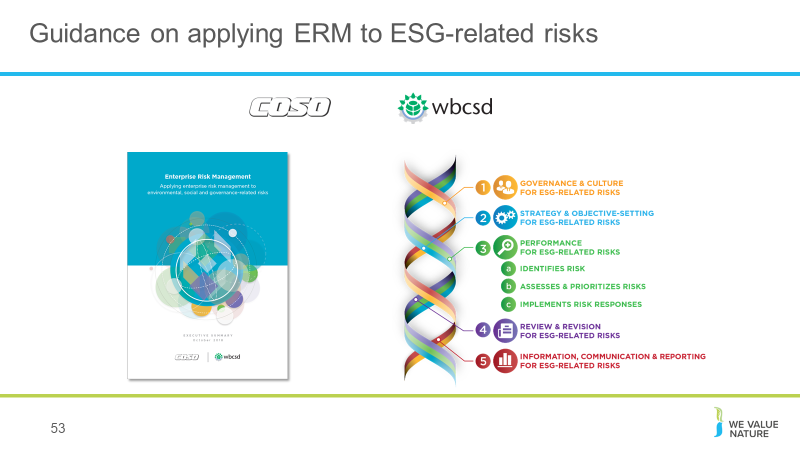 Guidance on applying ERM to ESG-related risks
COSO
wbcsd
Enterprise Risk Management
Applying enterprise risk management to
environmental, social and governance-related risks
EXECUTIVE SUMMARY
October 2018
COSO
wbcsd
1
GOVERNANCE & CULTURE
FOR ESG-RELATED RISKS
2
STRATEGY & OBJECTIVE-SETTING
FOR ESG-RELATED RISKS
3
PERFORMANCE
FOR ESG-RELATED RISKS
a IDENTIFIES RISK
b ASSESSES & PRIORITIZES RISKS
c IMPLEMENTS RISK RESPONSES
4
REVIEW & REVISION
FOR ESG-RELATED RISKS
5
INFORMATION, COMMUNICATION & REPORTING
FOR ESG-RELATED RISKS
53
WE VALUE
NATURE